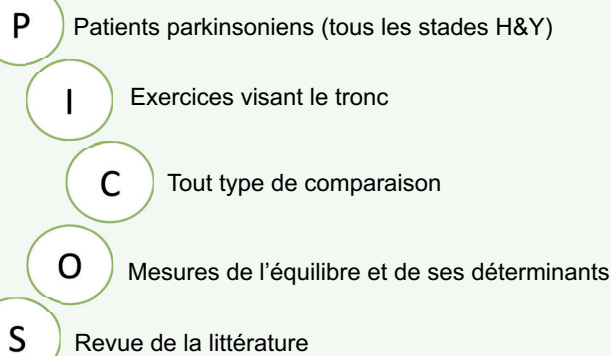 P Patients parkinsoniens (tous les stades H&Y)
I Exercices visant le tronc
C Tout type de comparaison
O Mesures de l’équilibre et de ses déterminants
S Revue de la littérature